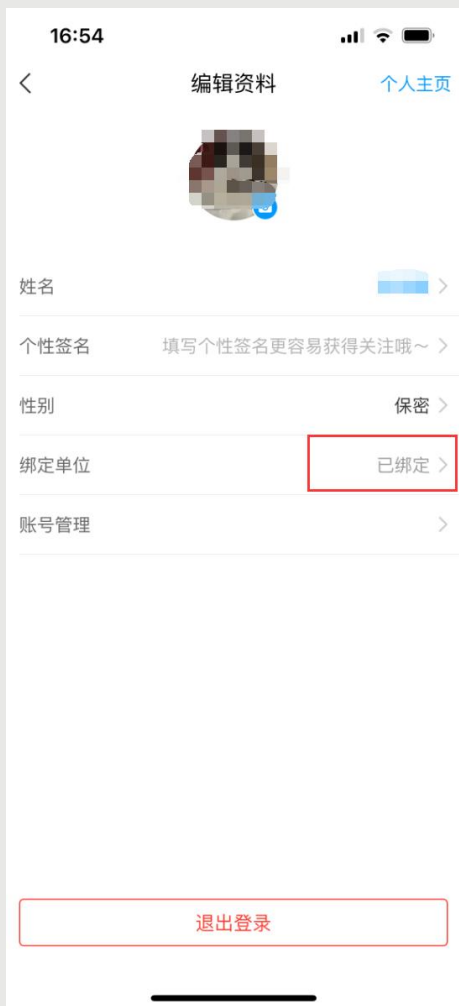 16:54
编辑资料
个人主页
姓名
个性签名 填写个性签名更容易获得关注哦～
性别 保密
绑定单位 已绑定
账号管理
退出登录